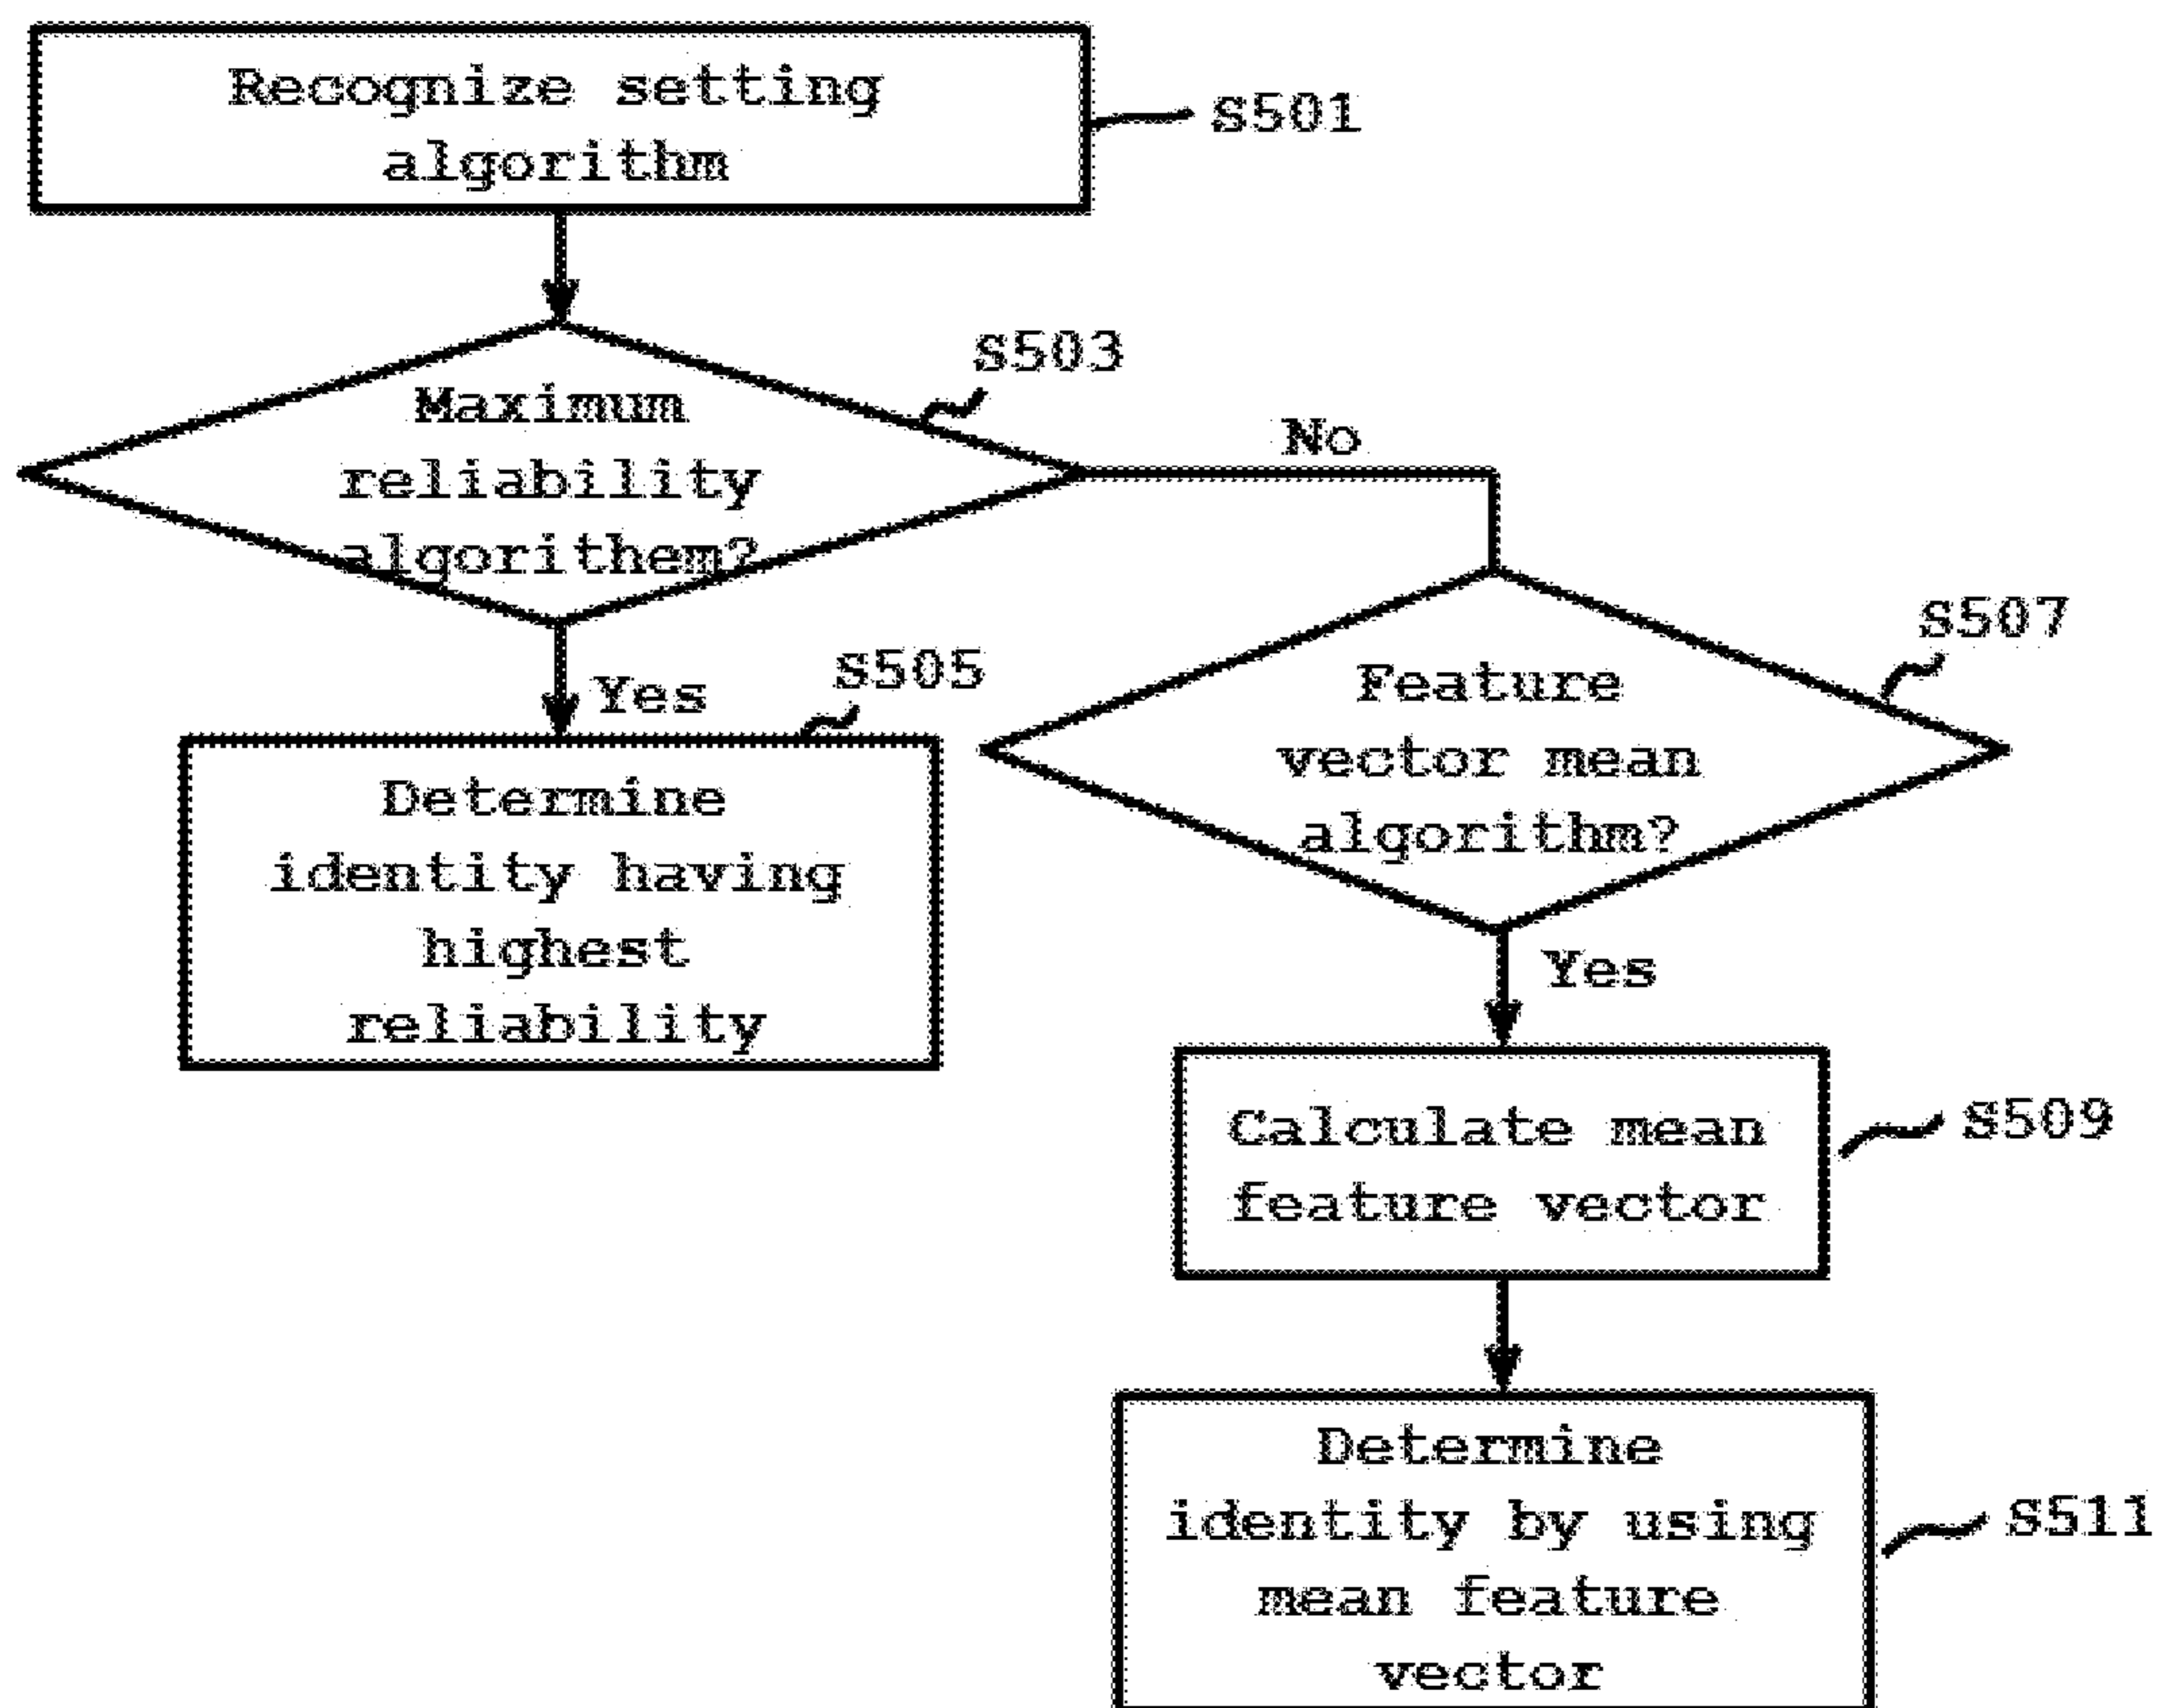 Recognize setting
algorithm
S501
S503
Maximum
reliability
algorithem?
No
Yes
S505
Determine
identity having
highest
reliability
S507
Feature
vector mean
algorithm?
Yes
Calculate mean
feature vector
S509
Determine
identity by using
mean feature
vector
S511